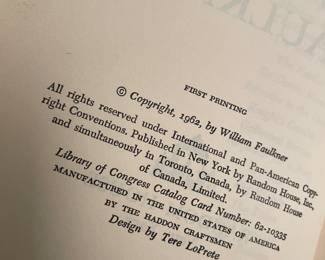 FIRST PRINTING
© Copyright, 1962, by William Faulkner
All rights reserved under International and Pan-American Copy-
right Conventions. Published in New York by Random House, Inc,
and simultaneously in Toronto, Canada, by Random House
of Canada, Limited.
Library of Congress Catalog Card Number: 62-10335
MANUFACTURED IN THE UNITED STATES OF AMERICA
BY THE HADDON CRAFTSMEN
Design by Tere LoPrete